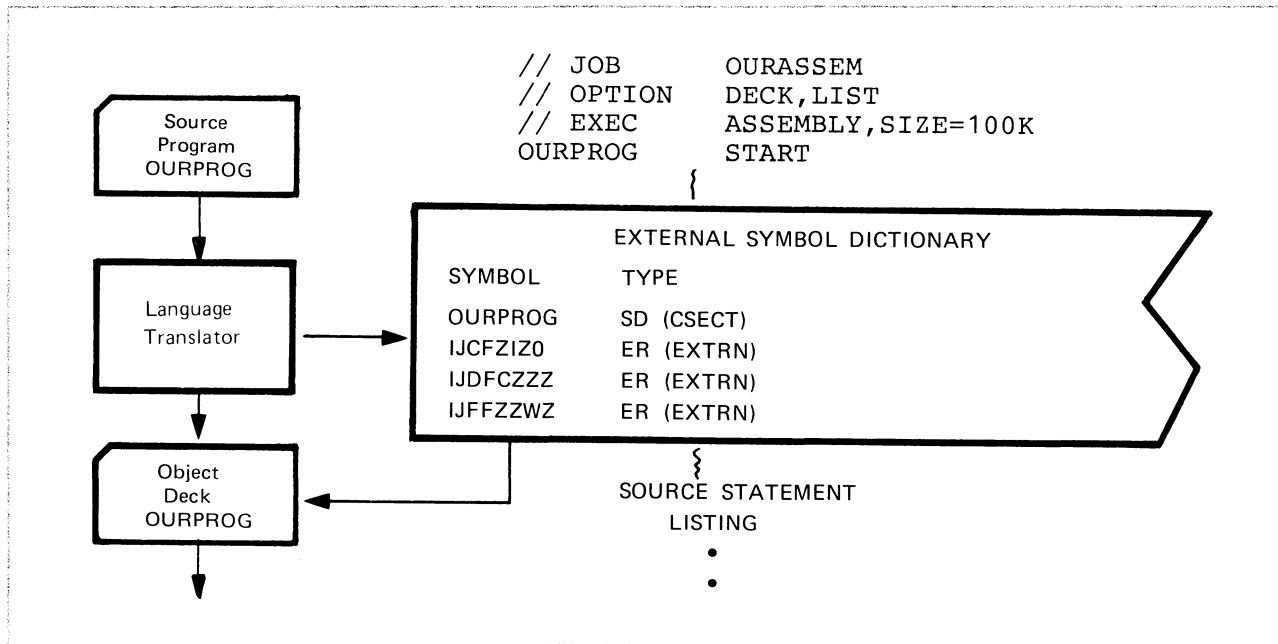 // JOB OURASSEM
// OPTION DECK,LIST
// EXEC ASSEMBLY,SIZE=100K
OURPROG START
Source
Program
OURPROG
Language
Translator
Object
Deck
OURPROG
EXTERNAL SYMBOL DICTIONARY
SYMBOL TYPE
OURPROG SD (CSECT)
IJCFZIZ0 ER (EXTRN)
IJDFCZZZ ER (EXTRN)
IJFFZZWZ ER (EXTRN)
SOURCE STATEMENT
LISTING